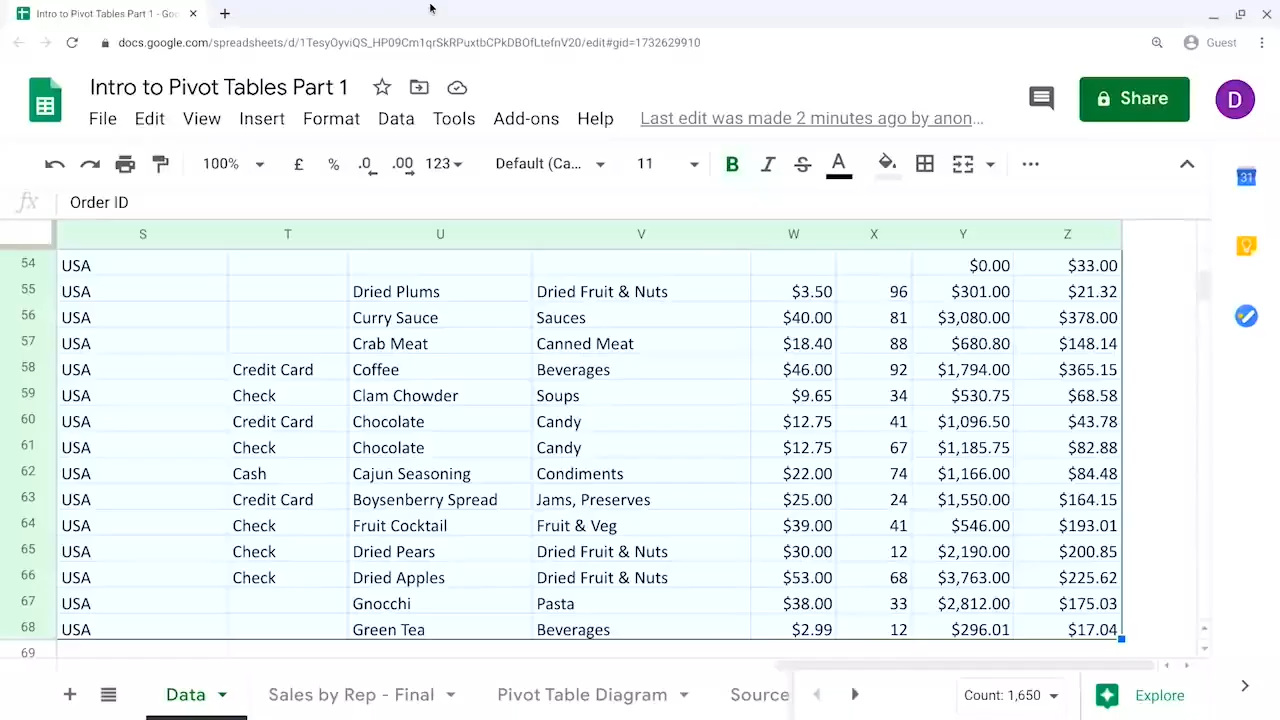 Intro to Pivot Tables Part 1 - Goo
docs.google.com/spreadsheets/d/1TesyOyviQS_HP09Cm1qrSkRPuxtbCPkDBOfLtefnV20/edit#gid=1732629910
Guest
Intro to Pivot Tables Part 1
File Edit View Insert Format Data Tools Add-ons Help Last edit was made 2 minutes ago by anon...
Share
D
100% £ % .0 .00 123 Default (Ca... 11 B I S A
31
fx Order ID
S T U V W X Y Z
54 USA $0.00 $33.00
55 USA Dried Plums Dried Fruit & Nuts $3.50 96 $301.00 $21.32
56 USA Curry Sauce Sauces $40.00 81 $3,080.00 $378.00
57 USA Crab Meat Canned Meat $18.40 88 $680.80 $148.14
58 USA Credit Card Coffee Beverages $46.00 92 $1,794.00 $365.15
59 USA Check Clam Chowder Soups $9.65 34 $530.75 $68.58
60 USA Credit Card Chocolate Candy $12.75 41 $1,096.50 $43.78
61 USA Check Chocolate Candy $12.75 67 $1,185.75 $82.88
62 USA Cash Cajun Seasoning Condiments $22.00 74 $1,166.00 $84.48
63 USA Credit Card Boysenberry Spread Jams, Preserves $25.00 24 $1,550.00 $164.15
64 USA Check Fruit Cocktail Fruit & Veg $39.00 41 $546.00 $193.01
65 USA Check Dried Pears Dried Fruit & Nuts $30.00 12 $2,190.00 $200.85
66 USA Check Dried Apples Dried Fruit & Nuts $53.00 68 $3,763.00 $225.62
67 USA Gnocchi Pasta $38.00 33 $2,812.00 $175.03
68 USA Green Tea Beverages $2.99 12 $296.01 $17.04
69
Data Sales by Rep - Final Pivot Table Diagram Source Count: 1,650 Explore